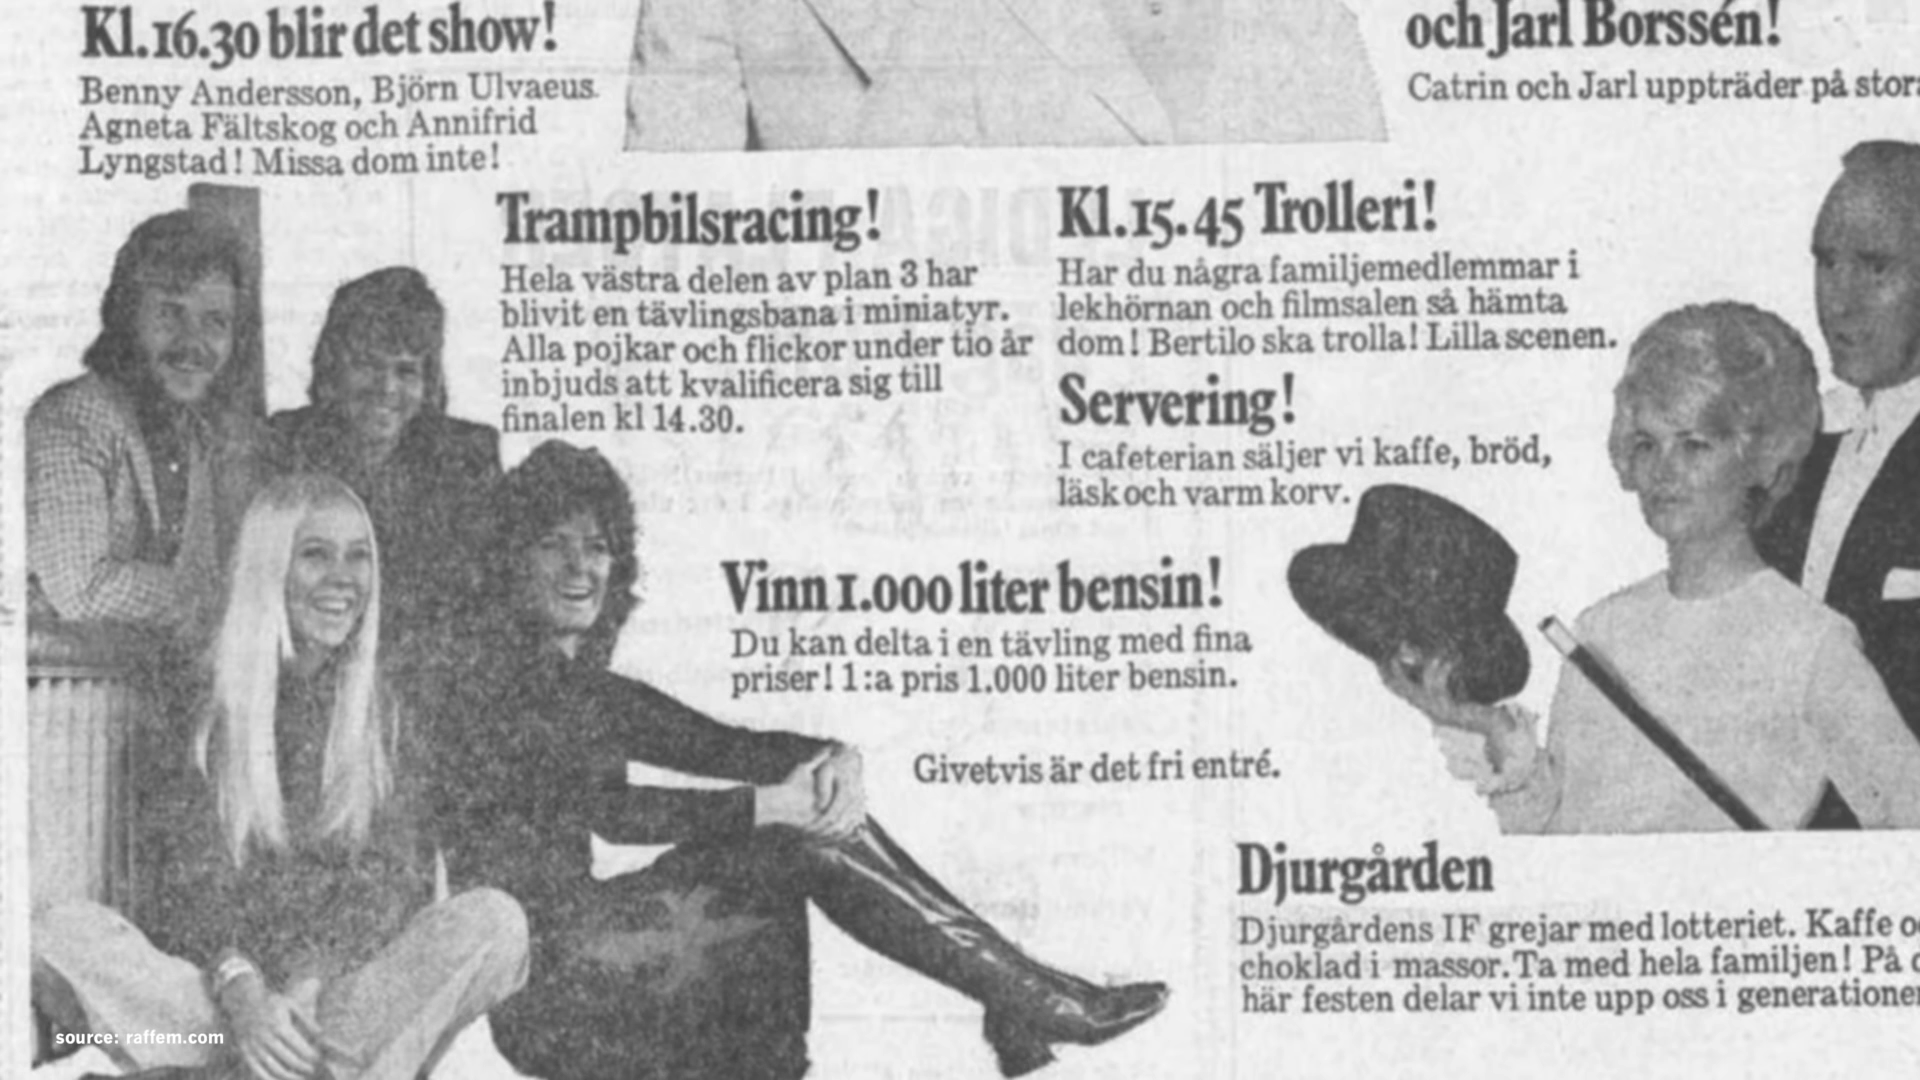 Kl.16.30 blir det show!
Benny Andersson, Björn Ulvaeus.
Agneta Fältskog och Annifrid
Lyngstad! Missa dom inte!
Trampbilsracing!
Hela västra delen av plan 3 har
blivit en tävlingsbana i miniatyr.
Alla pojkar och flickor under tio år
inbjuds att kvalificera sig till
finalen kl 14.30.
Vinn 1.000 liter bensin!
Du kan delta i en tävling med fina
priser! 1:a pris 1.000 liter bensin.
Givetvis är det fri entré.
och Jarl Borssén!
Catrin och Jarl uppträder på stora
Kl.15.45 Trolleri!
Har du några familjemedlemmar i
lekhörnan och filmsalen så hämta
dom! Bertilo ska trolla! Lilla scenen.
Servering!
I cafeterian säljer vi kaffe, bröd,
läsk och varm korv.
Djurgården
Djurgårdens IF grejar med lotteriet. Kaffe
choklad i massor. Ta med hela familjen! På
här festen delar vi inte upp oss i generationer
source: raffem.com